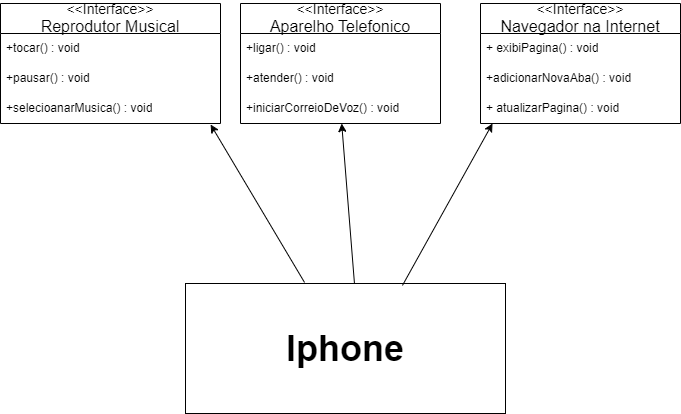 <<Interface>>
Reprodutor Musical
+tocar() : void
+pausar() : void
+selecioanarMusica() : void
<<Interface>>
Aparelho Telefonico
+ligar() : void
+atender() : void
+iniciarCorreioDeVoz() : void
<<Interface>>
Navegador na Internet
+ exibiPagina() : void
+adicionarNovaAba() : void
+ atualizarPagina() : void
Iphone